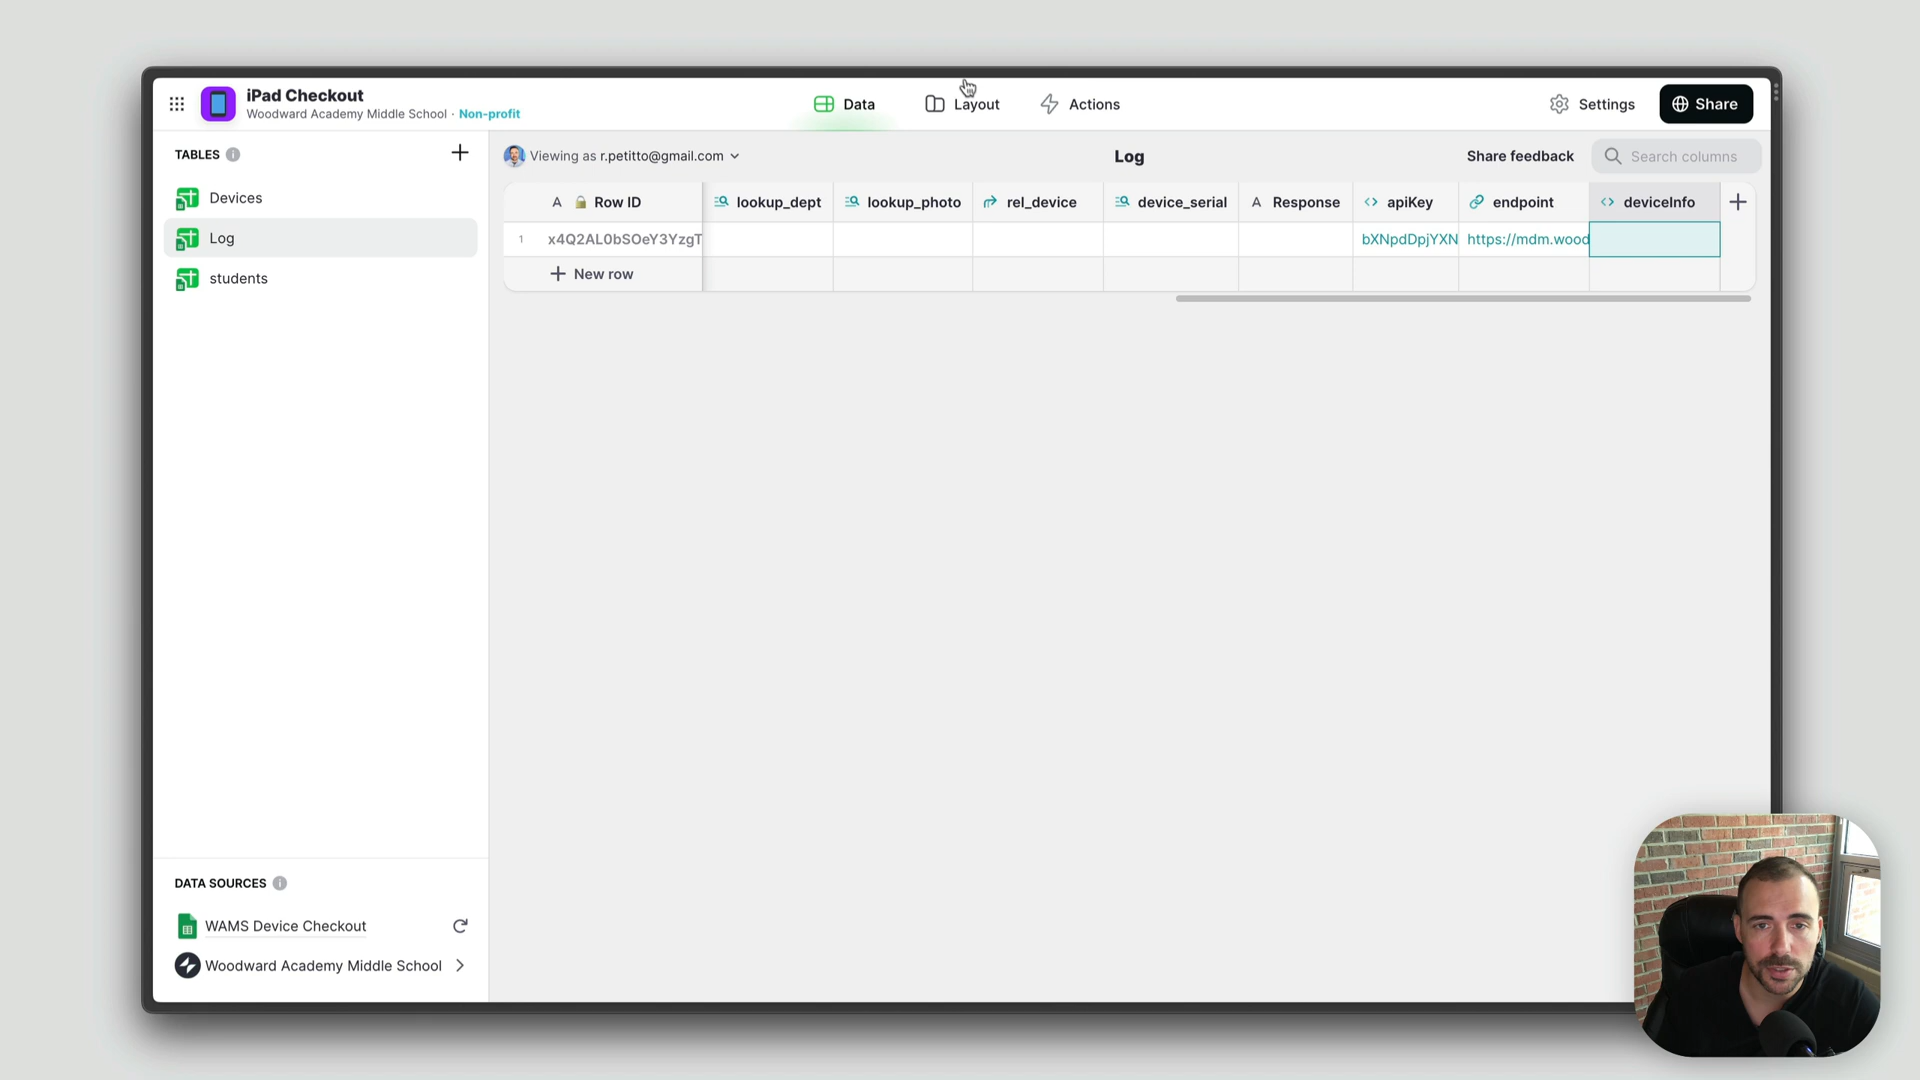 iPad Checkout
Woodward Academy Middle School · Non-profit
Data
Layout
Actions
Settings
Share
TABLES
Devices
Log
students
Viewing as r.petitto@gmail.com
Log
Share feedback
Search columns
Row ID
lookup_dept
lookup_photo
rel_device
device_serial
Response
apiKey
endpoint
deviceInfo
1
x4Q2AL0bSOeY3YzgT
bXNpdDpjYXN
https://mdm.wood
New row
DATA SOURCES
WAMS Device Checkout
Woodward Academy Middle School